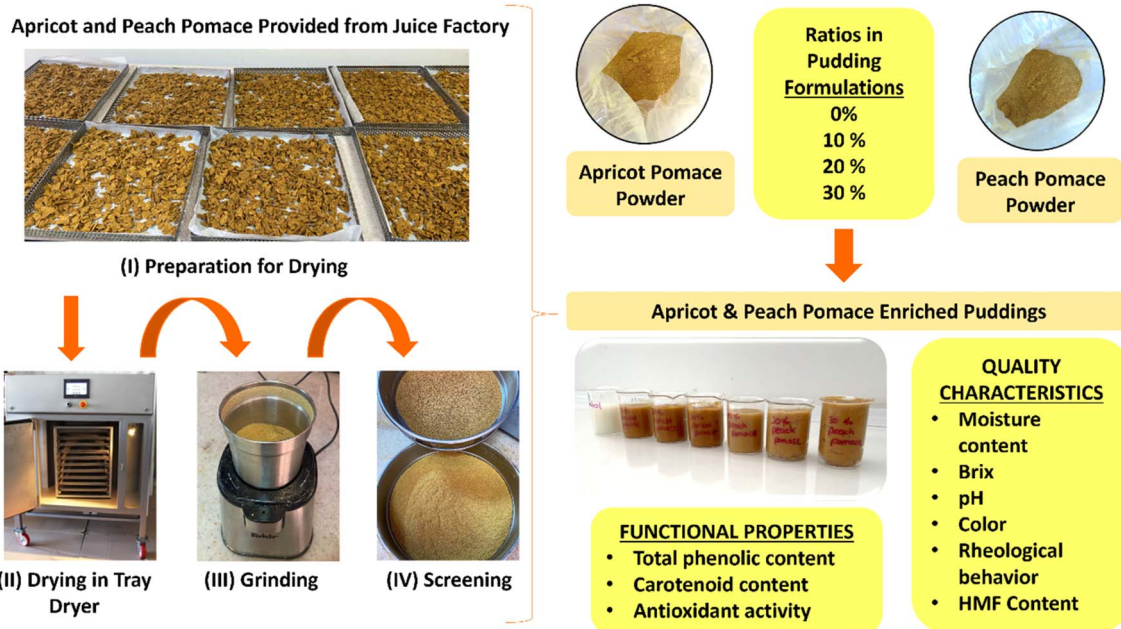 Apricot and Peach Pomace Provided from Juice Factory
(I) Preparation for Drying
(II) Drying in Tray
Dryer
(III) Grinding
(IV) Screening
Apricot Pomace
Powder
Ratios in
Pudding
Formulations
0%
10 %
20 %
30 %
Peach Pomace
Powder
Apricot & Peach Pomace Enriched Puddings
30 %
peach
pomace
FUNCTIONAL PROPERTIES
• Total phenolic content
• Carotenoid content
• Antioxidant activity
QUALITY
CHARACTERISTICS
• Moisture
content
• Brix
• pH
• Color
• Rheological
behavior
• HMF Content